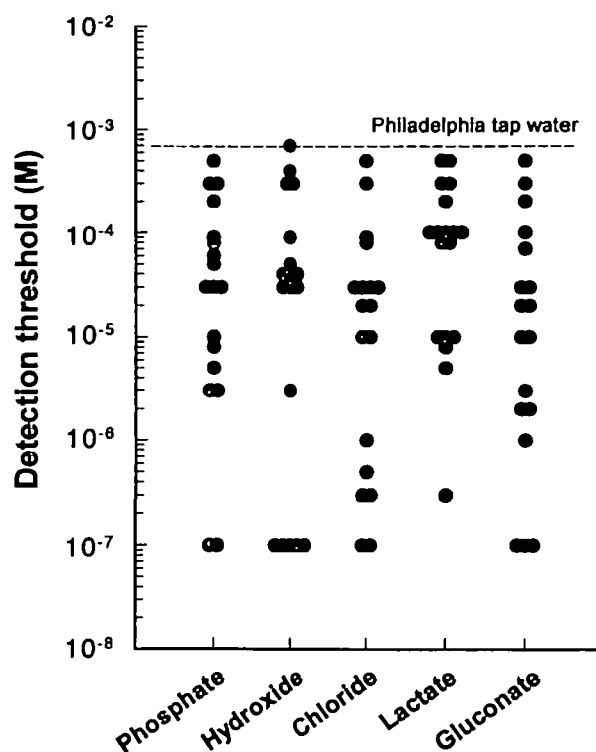 Detection threshold (M)
10⁻²
10⁻³
10⁻⁴
10⁻⁵
10⁻⁶
10⁻⁷
10⁻⁸
Philadelphia tap water
Phosphate
Hydroxide
Chloride
Lactate
Gluconate